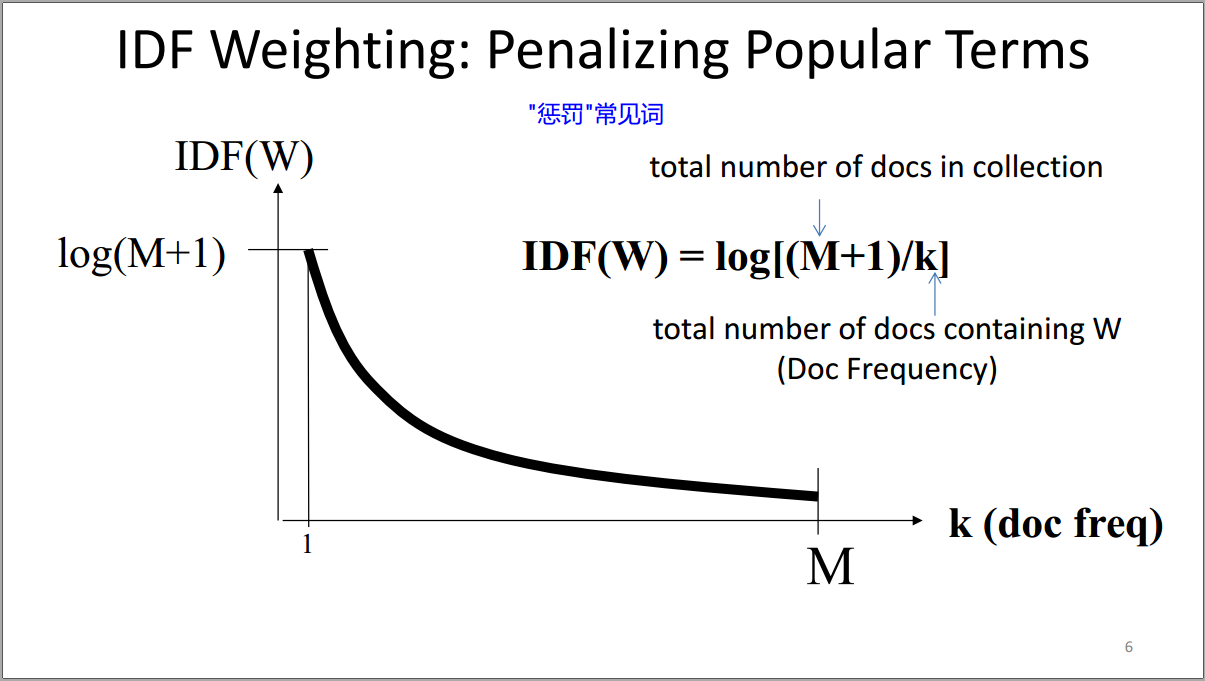 IDF Weighting: Penalizing Popular Terms
"惩罚"常见词
IDF(W)
total number of docs in collection
log(M+1)
IDF(W) = log[(M+1)/k]
total number of docs containing W
(Doc Frequency)
k (doc freq)
1
M
6